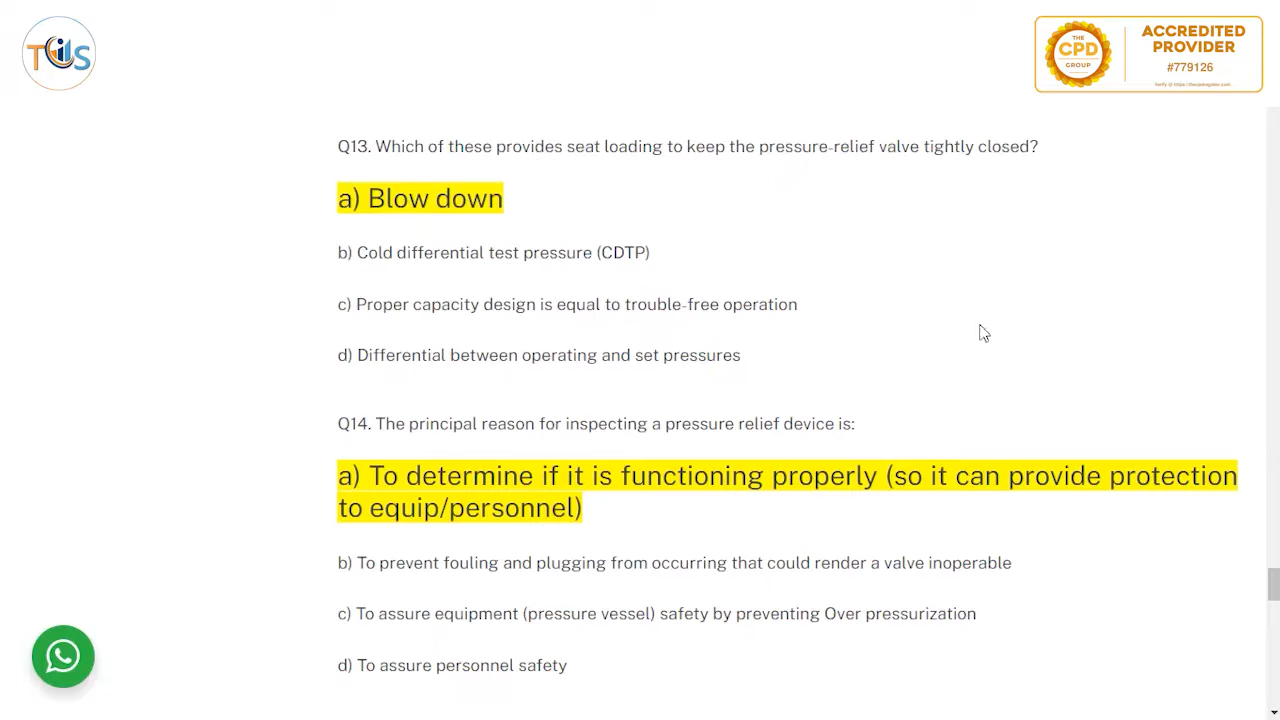 TCILS
THE
CPD
GROUP
ACCREDITED
PROVIDER
#779126
Q13. Which of these provides seat loading to keep the pressure-relief valve tightly closed?
a) Blow down
b) Cold differential test pressure (CDTP)
c) Proper capacity design is equal to trouble-free operation
d) Differential between operating and set pressures
Q14. The principal reason for inspecting a pressure relief device is:
a) To determine if it is functioning properly (so it can provide protection
to equip/personnel)
b) To prevent fouling and plugging from occurring that could render a valve inoperable
c) To assure equipment (pressure vessel) safety by preventing Over pressurization
d) To assure personnel safety